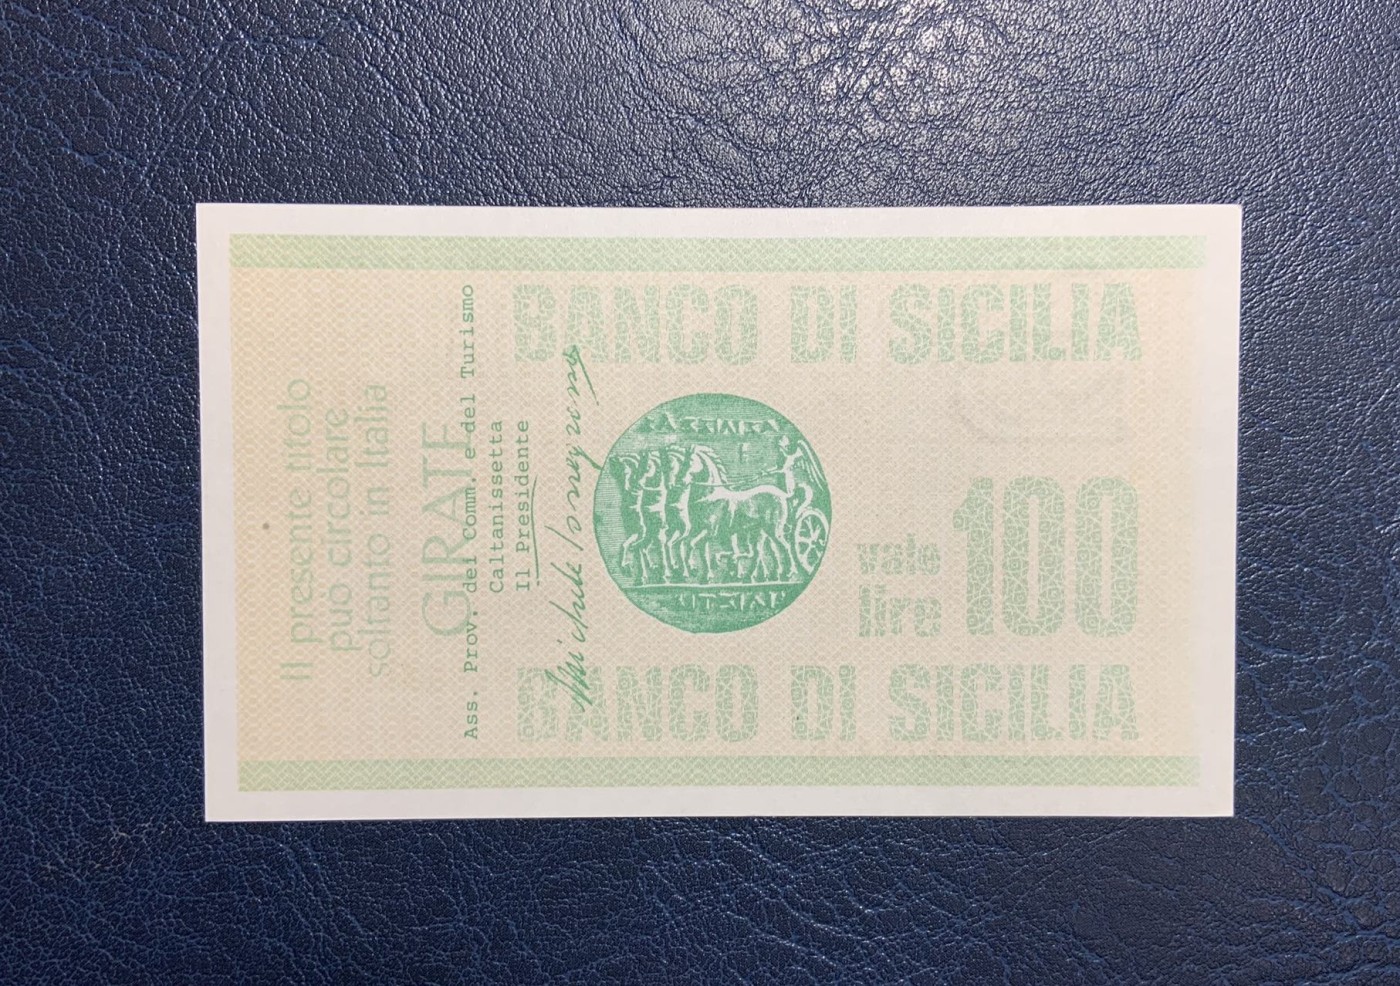 Il presente titolo
può circolare
soltanto in Italia
GIRATE
Ass. Prov. del Comm. e del Turismo
Caltanissetta
Il Presidente
BANCO DI SICILIA
vale
lire
100
BANCO DI SICILIA